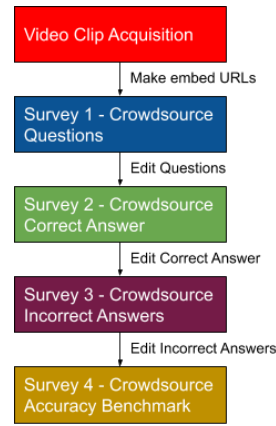 Video Clip Acquisition
Make embed URLs
Survey 1 - Crowdsource
Questions
Edit Questions
Survey 2 - Crowdsource
Correct Answer
Edit Correct Answer
Survey 3 - Crowdsource
Incorrect Answers
Edit Incorrect Answers
Survey 4 - Crowdsource
Accuracy Benchmark